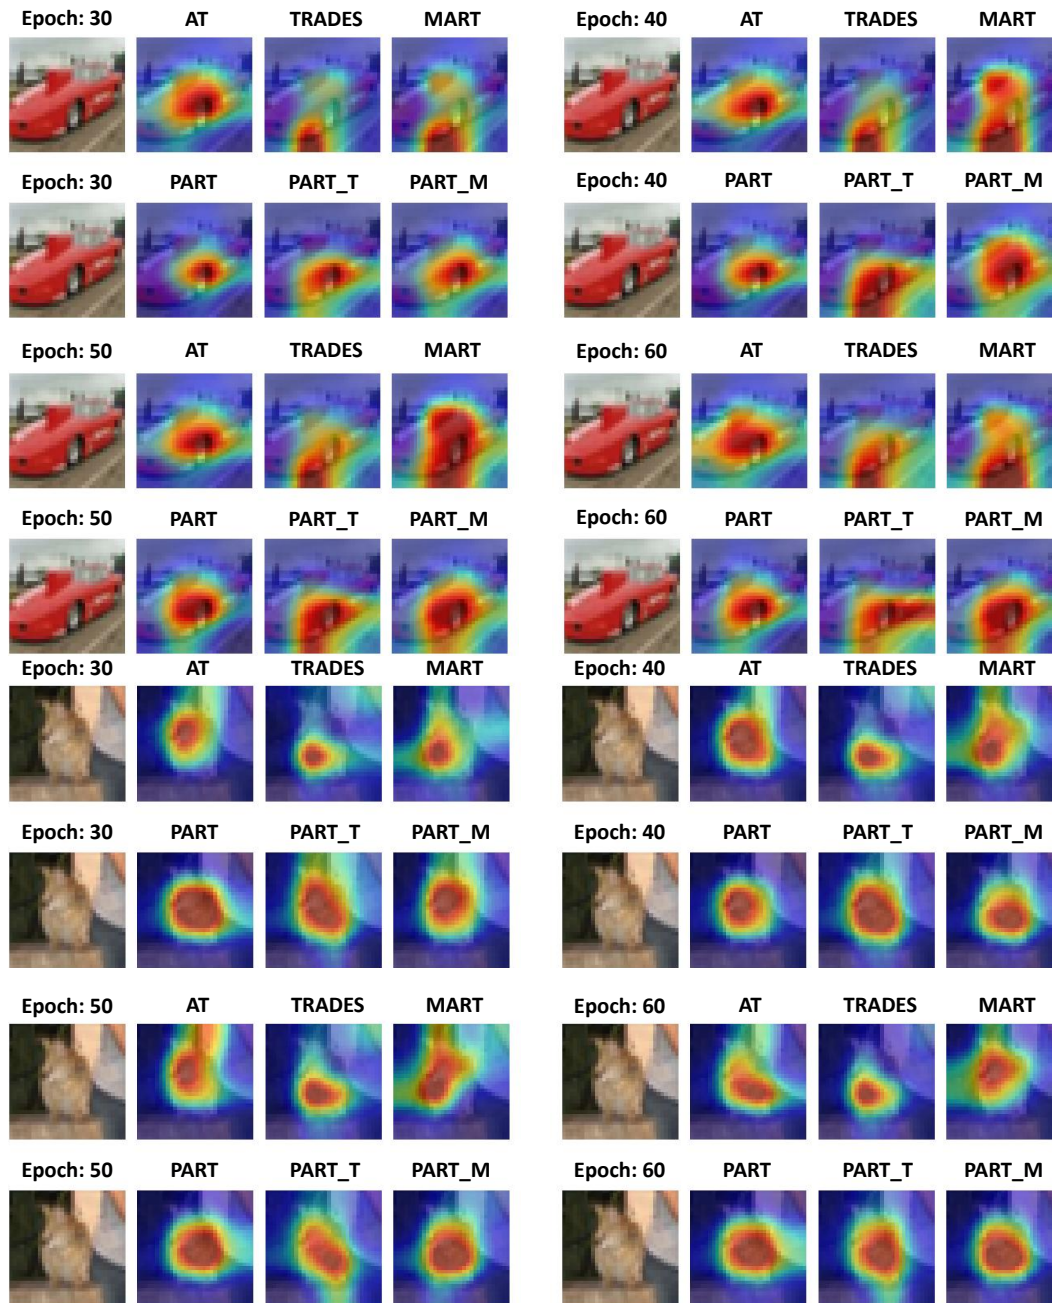 Epoch: 30 AT TRADES MART Epoch: 40 AT TRADES MART
Epoch: 30 PART PART_T PART_M Epoch: 40 PART PART_T PART_M
Epoch: 50 AT TRADES MART Epoch: 60 AT TRADES MART
Epoch: 50 PART PART_T PART_M Epoch: 60 PART PART_T PART_M
Epoch: 30 AT TRADES MART Epoch: 40 AT TRADES MART
Epoch: 30 PART PART_T PART_M Epoch: 40 PART PART_T PART_M
Epoch: 50 AT TRADES MART Epoch: 60 AT TRADES MART
Epoch: 50 PART PART_T PART_M Epoch: 60 PART PART_T PART_M